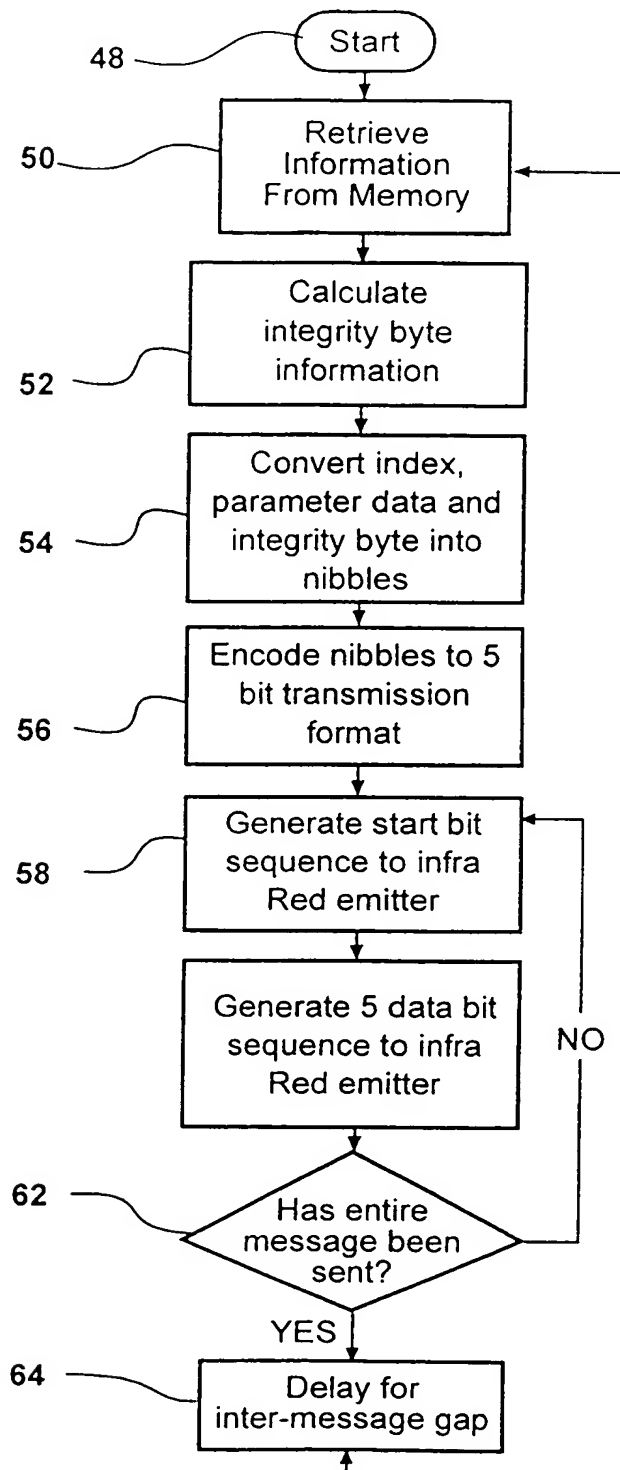 48
Start
50
Retrieve
Information
From Memory
52
Calculate
integrity byte
information
54
Convert index,
parameter data and
integrity byte into
nibbles
56
Encode nibbles to 5
bit transmission
format
58
Generate start bit
sequence to infra
Red emitter
Generate 5 data bit
sequence to infra
Red emitter
NO
62
Has entire
message been
sent?
YES
64
Delay for
inter-message gap